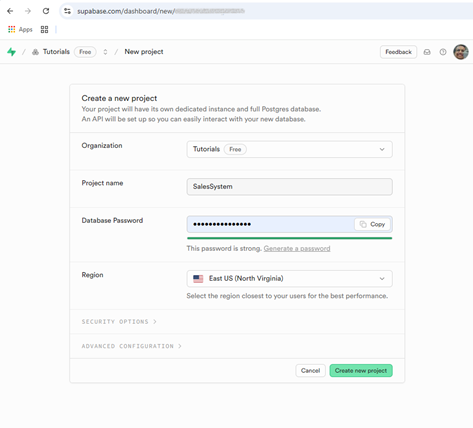 supabase.com/dashboard/new/
Apps
Tutorials Free / New project
Feedback
Create a new project
Your project will have its own dedicated instance and full Postgres database.
An API will be set up so you can easily interact with your new database.
Organization
Tutorials Free
Project name
SalesSystem
Database Password
Copy
This password is strong. Generate a password
Region
East US (North Virginia)
Select the region closest to your users for the best performance.
SECURITY OPTIONS >
ADVANCED CONFIGURATION >
Cancel
Create new project